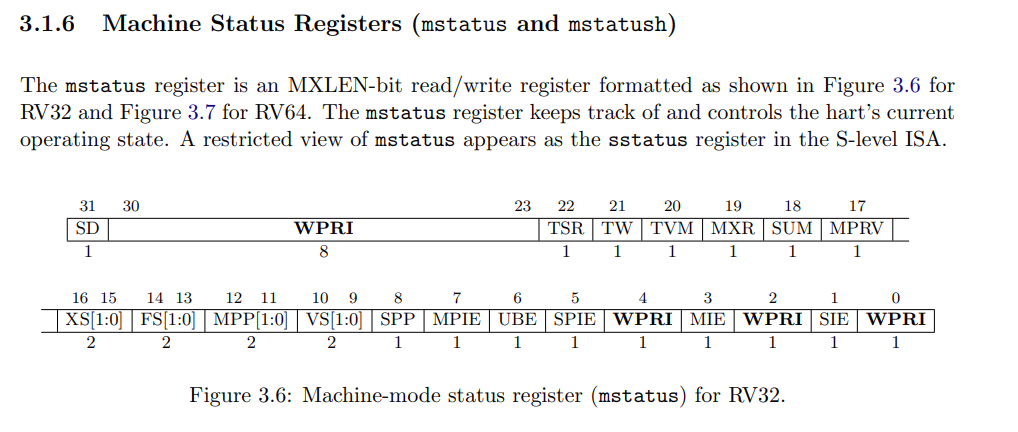 3.1.6 Machine Status Registers (mstatus and mstatush)
The mstatus register is an MXLEN-bit read/write register formatted as shown in Figure 3.6 for
RV32 and Figure 3.7 for RV64. The mstatus register keeps track of and controls the hart's current
operating state. A restricted view of mstatus appears as the sstatus register in the S-level ISA.
31 30 23 22 21 20 19 18 17
SD WPRI TSR TW TVM MXR SUM MPRV
1 8 1 1 1 1 1 1
16 15 14 13 12 11 10 9 8 7 6 5 4 3 2 1 0
XS[1:0] FS[1:0] MPP[1:0] VS[1:0] SPP MPIE UBE SPIE WPRI MIE WPRI SIE WPRI
2 2 2 2 1 1 1 1 1 1 1 1 1
Figure 3.6: Machine-mode status register (mstatus) for RV32.